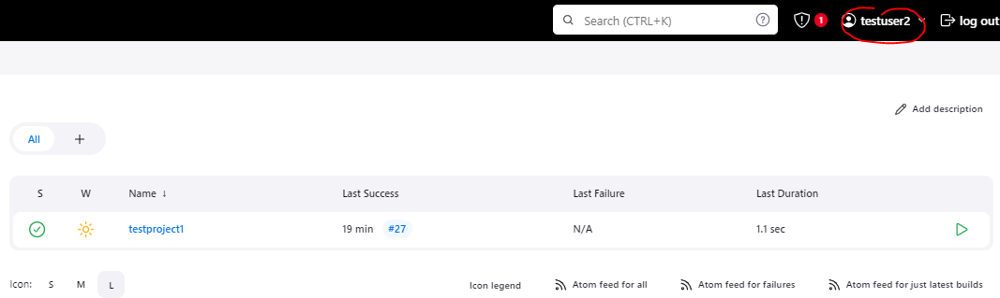 Search (CTRL+K) 1 testuser2 log out
Add description
All +
S W Name ↓ Last Success Last Failure Last Duration
testproject1 19 min #27 N/A 1.1 sec
Icon: S M L Icon legend Atom feed for all Atom feed for failures Atom feed for just latest builds